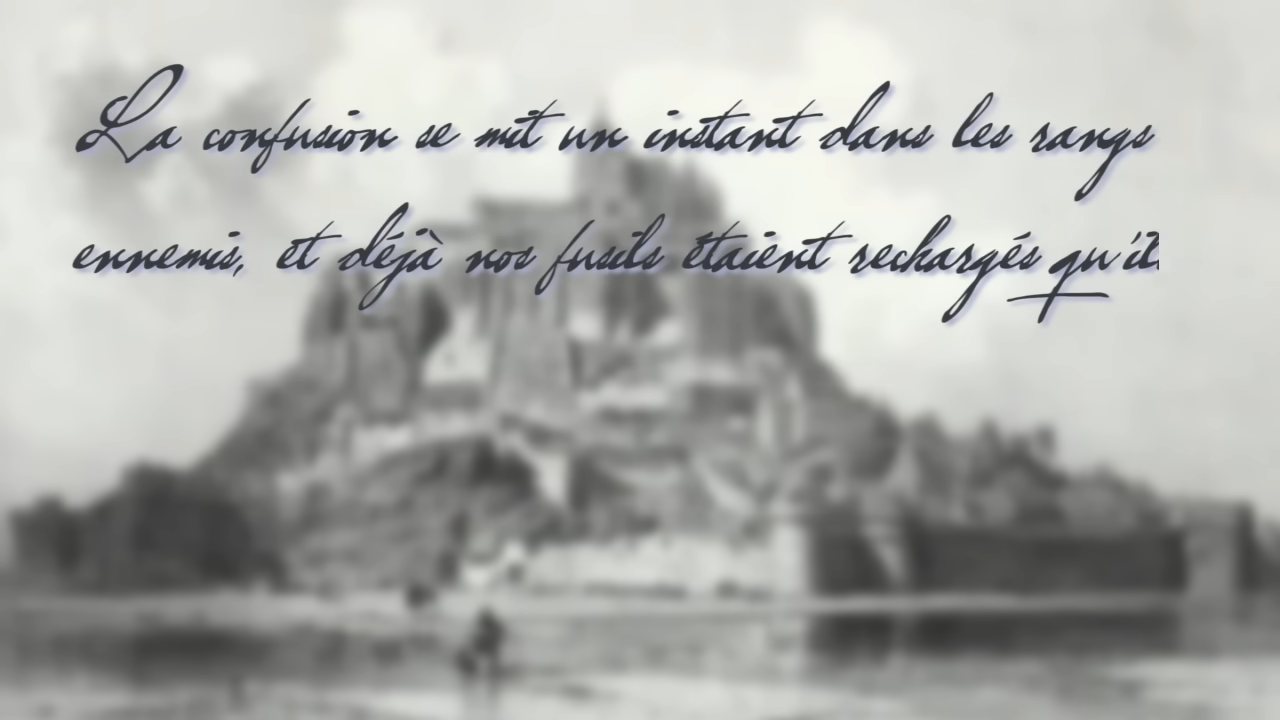 La confusion se mit un instant dans les rangs
ennemis, et déjà nos fusils étaient rechargés